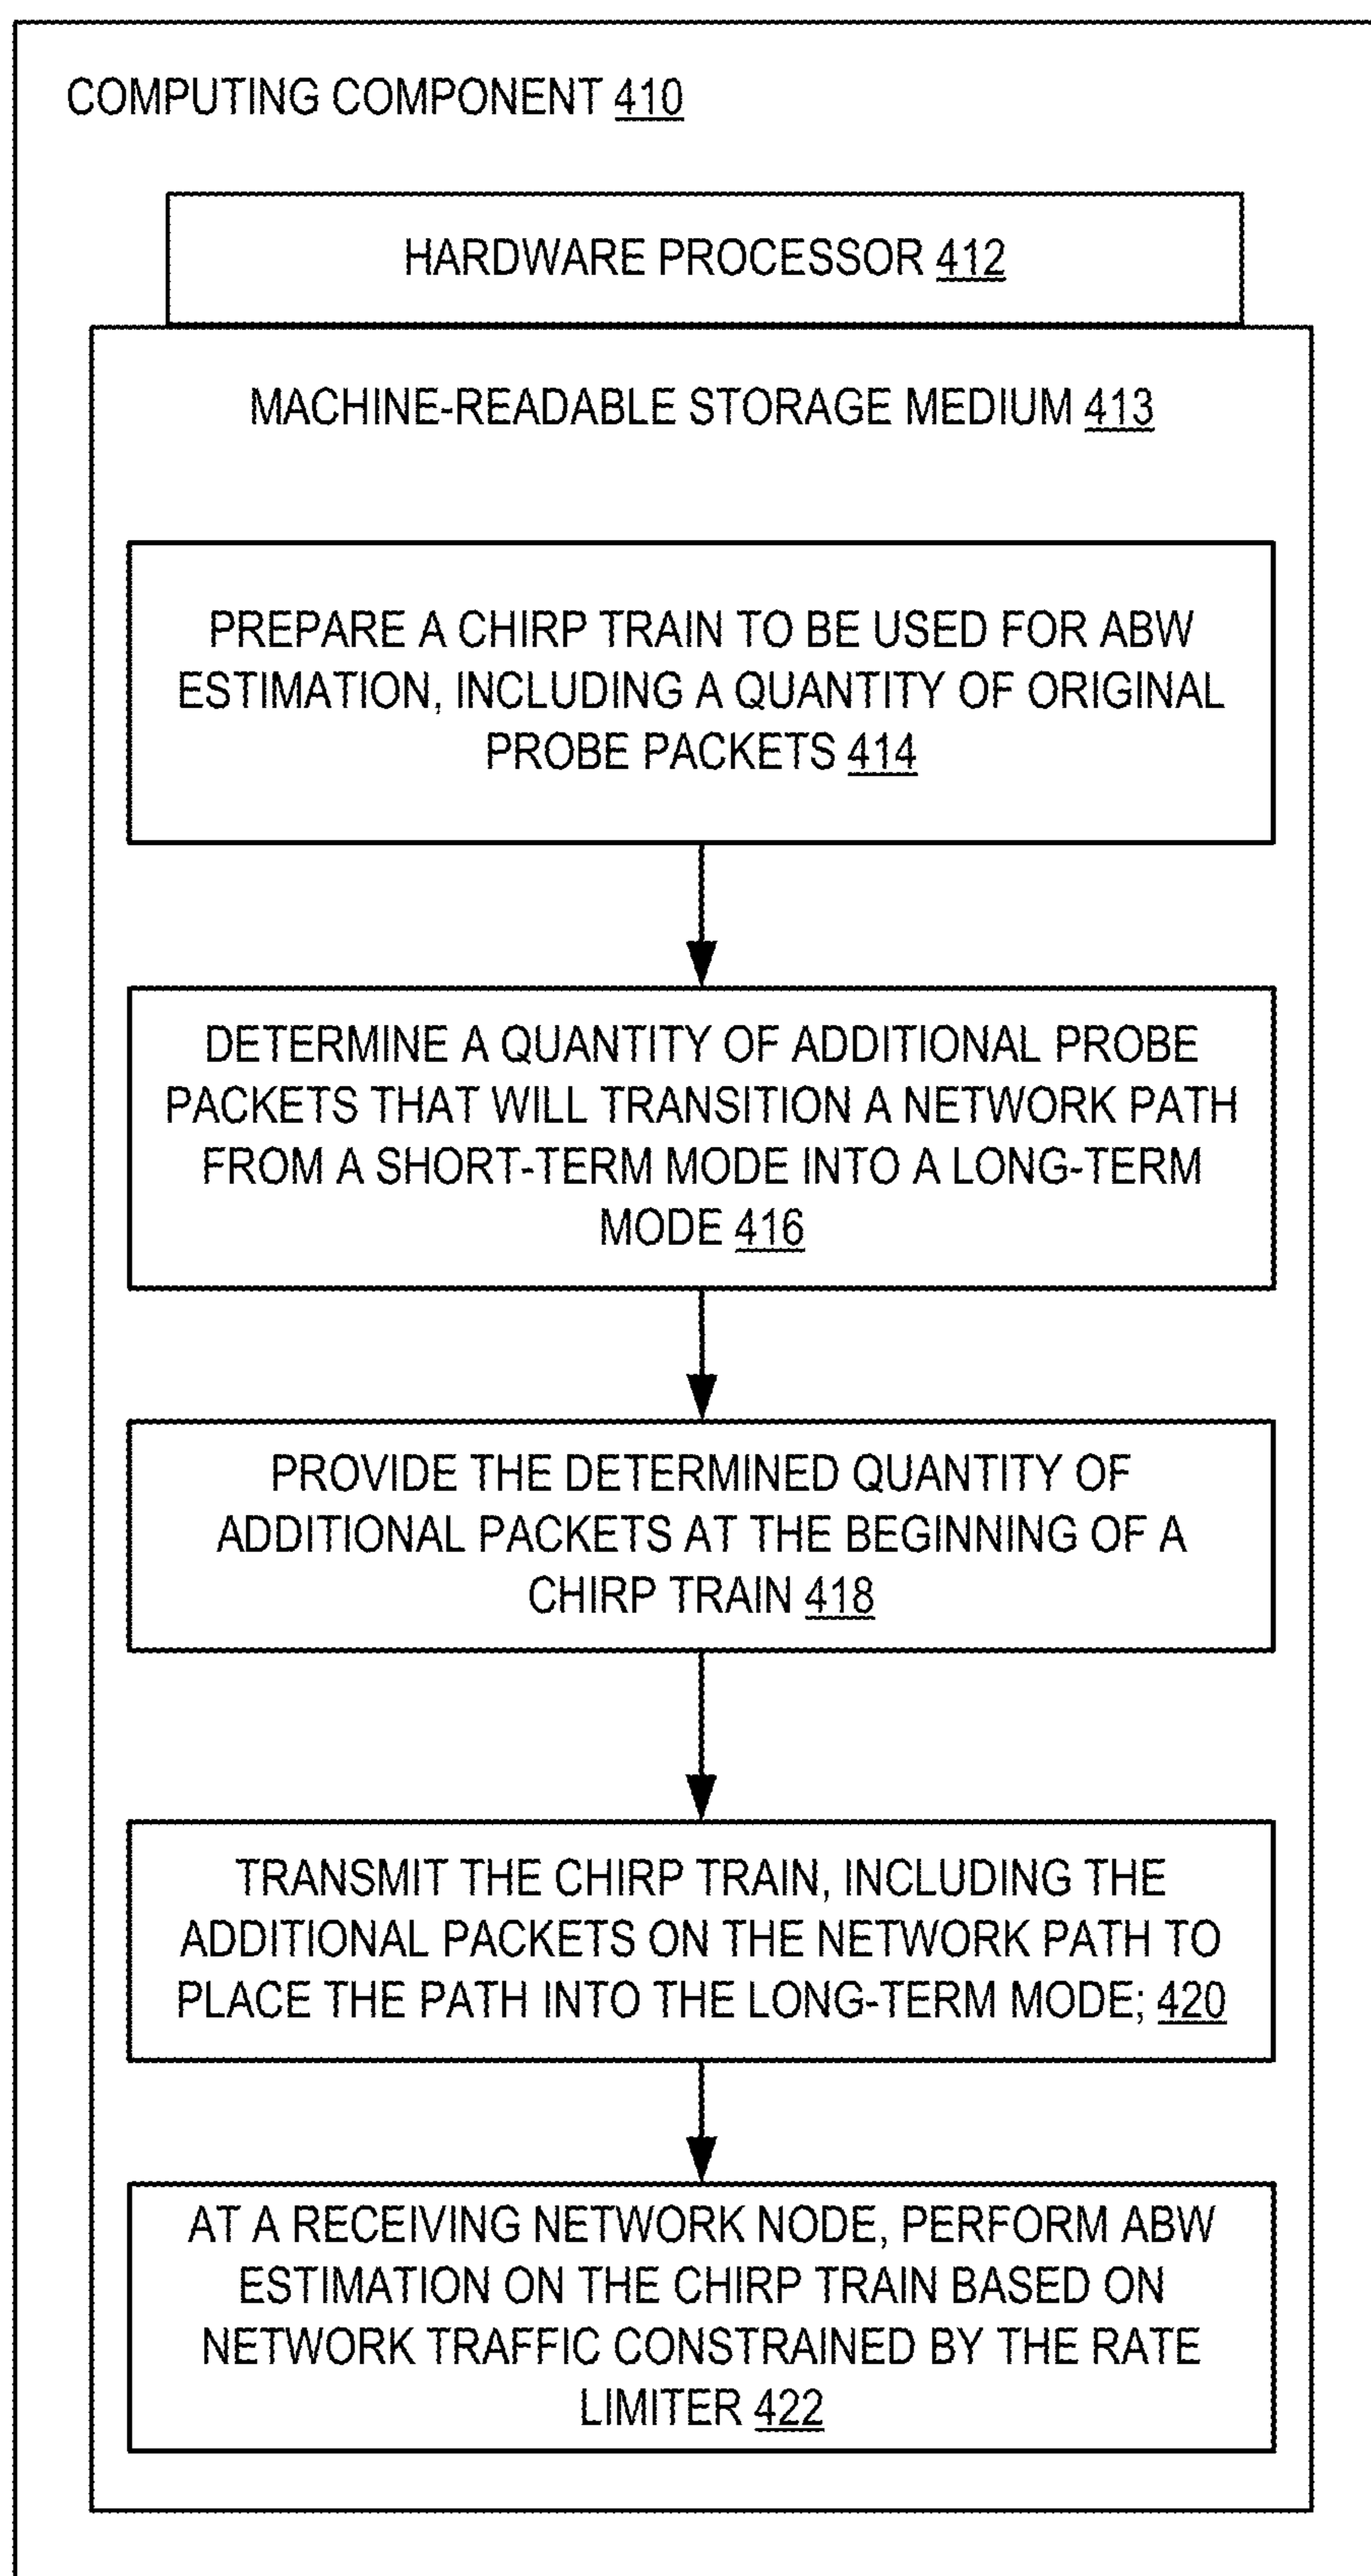 COMPUTING COMPONENT 410
HARDWARE PROCESSOR 412
MACHINE-READABLE STORAGE MEDIUM 413
PREPARE A CHIRP TRAIN TO BE USED FOR ABW
ESTIMATION, INCLUDING A QUANTITY OF ORIGINAL
PROBE PACKETS 414
DETERMINE A QUANTITY OF ADDITIONAL PROBE
PACKETS THAT WILL TRANSITION A NETWORK PATH
FROM A SHORT-TERM MODE INTO A LONG-TERM
MODE 416
PROVIDE THE DETERMINED QUANTITY OF
ADDITIONAL PACKETS AT THE BEGINNING OF A
CHIRP TRAIN 418
TRANSMIT THE CHIRP TRAIN, INCLUDING THE
ADDITIONAL PACKETS ON THE NETWORK PATH TO
PLACE THE PATH INTO THE LONG-TERM MODE; 420
AT A RECEIVING NETWORK NODE, PERFORM ABW
ESTIMATION ON THE CHIRP TRAIN BASED ON
NETWORK TRAFFIC CONSTRAINED BY THE RATE
LIMITER 422